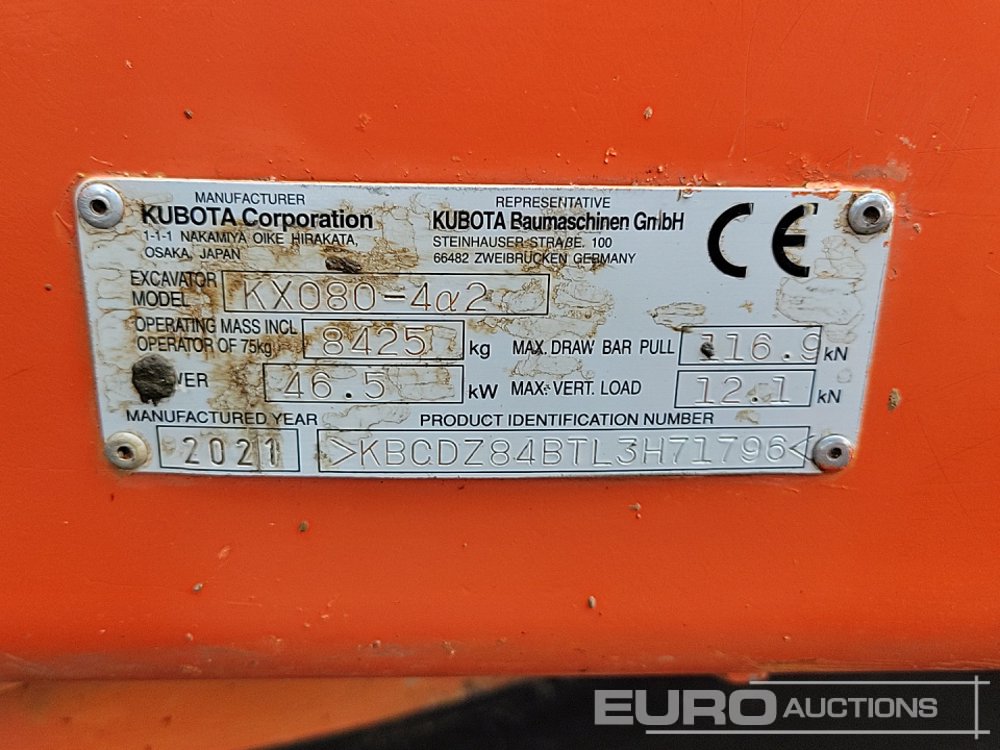 MANUFACTURER
KUBOTA Corporation
1-1-1 NAKAMIYA OIKE HIRAKATA,
OSAKA, JAPAN
REPRESENTATIVE
KUBOTA Baumaschinen GmbH
STEINHAUSER STRAßE. 100
66482 ZWEIBRÜCKEN GERMANY
CE
EXCAVATOR
MODEL KX080-4α2
OPERATING MASS INCL
OPERATOR OF 75kg 8425 kg
MAX. DRAW BAR PULL 116.9 kN
46.5 kW
MAX. VERT. LOAD 12.1 kN
MANUFACTURED YEAR
2021
PRODUCT IDENTIFICATION NUMBER
>KBCDZ84BTL3H71796<
EURO AUCTIONS